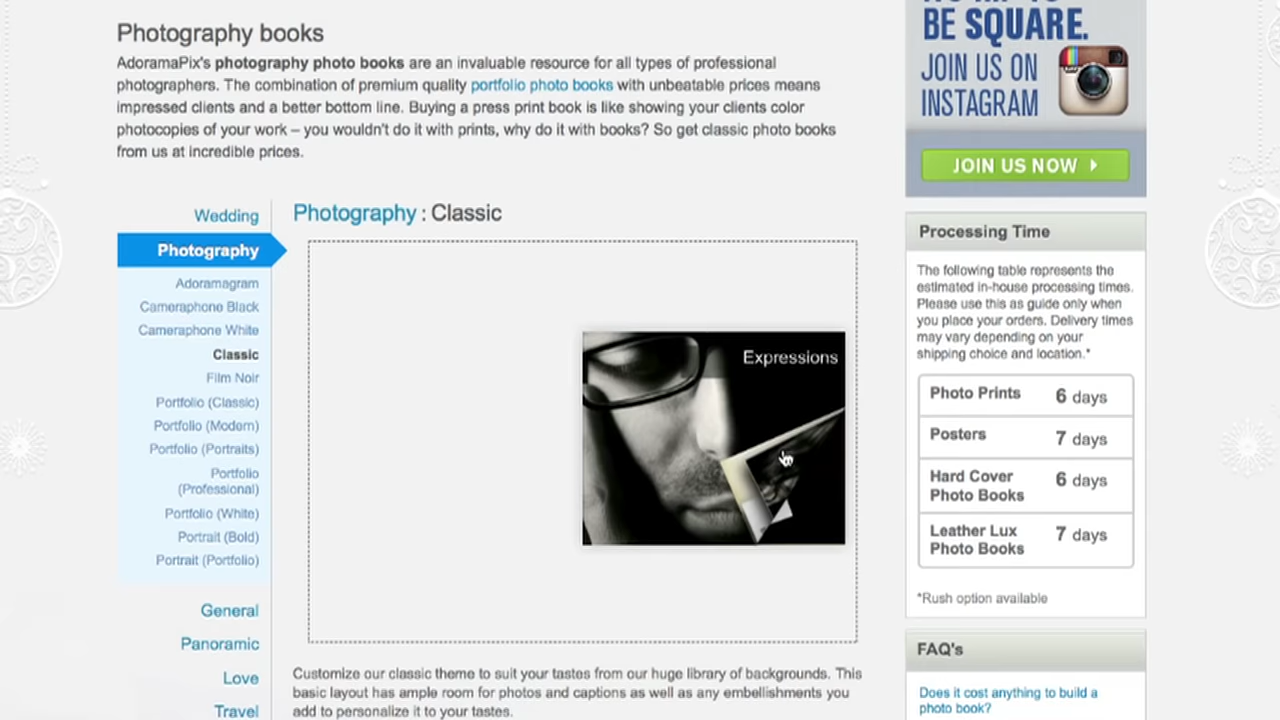 Photography books
AdoramaPix's photography photo books are an invaluable resource for all types of professional
photographers. The combination of premium quality portfolio photo books with unbeatable prices means
impressed clients and a better bottom line. Buying a press print book is like showing your clients color
photocopies of your work – you wouldn't do it with prints, why do it with books? So get classic photo books
from us at incredible prices.
Wedding
Photography
Adoramagram
Cameraphone Black
Cameraphone White
Classic
Film Noir
Portfolio (Classic)
Portfolio (Modern)
Portfolio (Portraits)
Portfolio
(Professional)
Portfolio (White)
Portrait (Bold)
Portrait (Portfolio)
General
Panoramic
Love
Travel
Photography : Classic
Expressions
Customize our classic theme to suit your tastes from our huge library of backgrounds. This
basic layout has ample room for photos and captions as well as any embellishments you
add to personalize it to your tastes.
BE SQUARE.
JOIN US ON
INSTAGRAM
JOIN US NOW
Processing Time
The following table represents the
estimated in-house processing times.
Please use this as guide only when
you place your orders. Delivery times
may vary depending on your
shipping choice and location.*
Photo Prints 6 days
Posters 7 days
Hard Cover
Photo Books 6 days
Leather Lux
Photo Books 7 days
*Rush option available
FAQ's
Does it cost anything to build a
photo book?